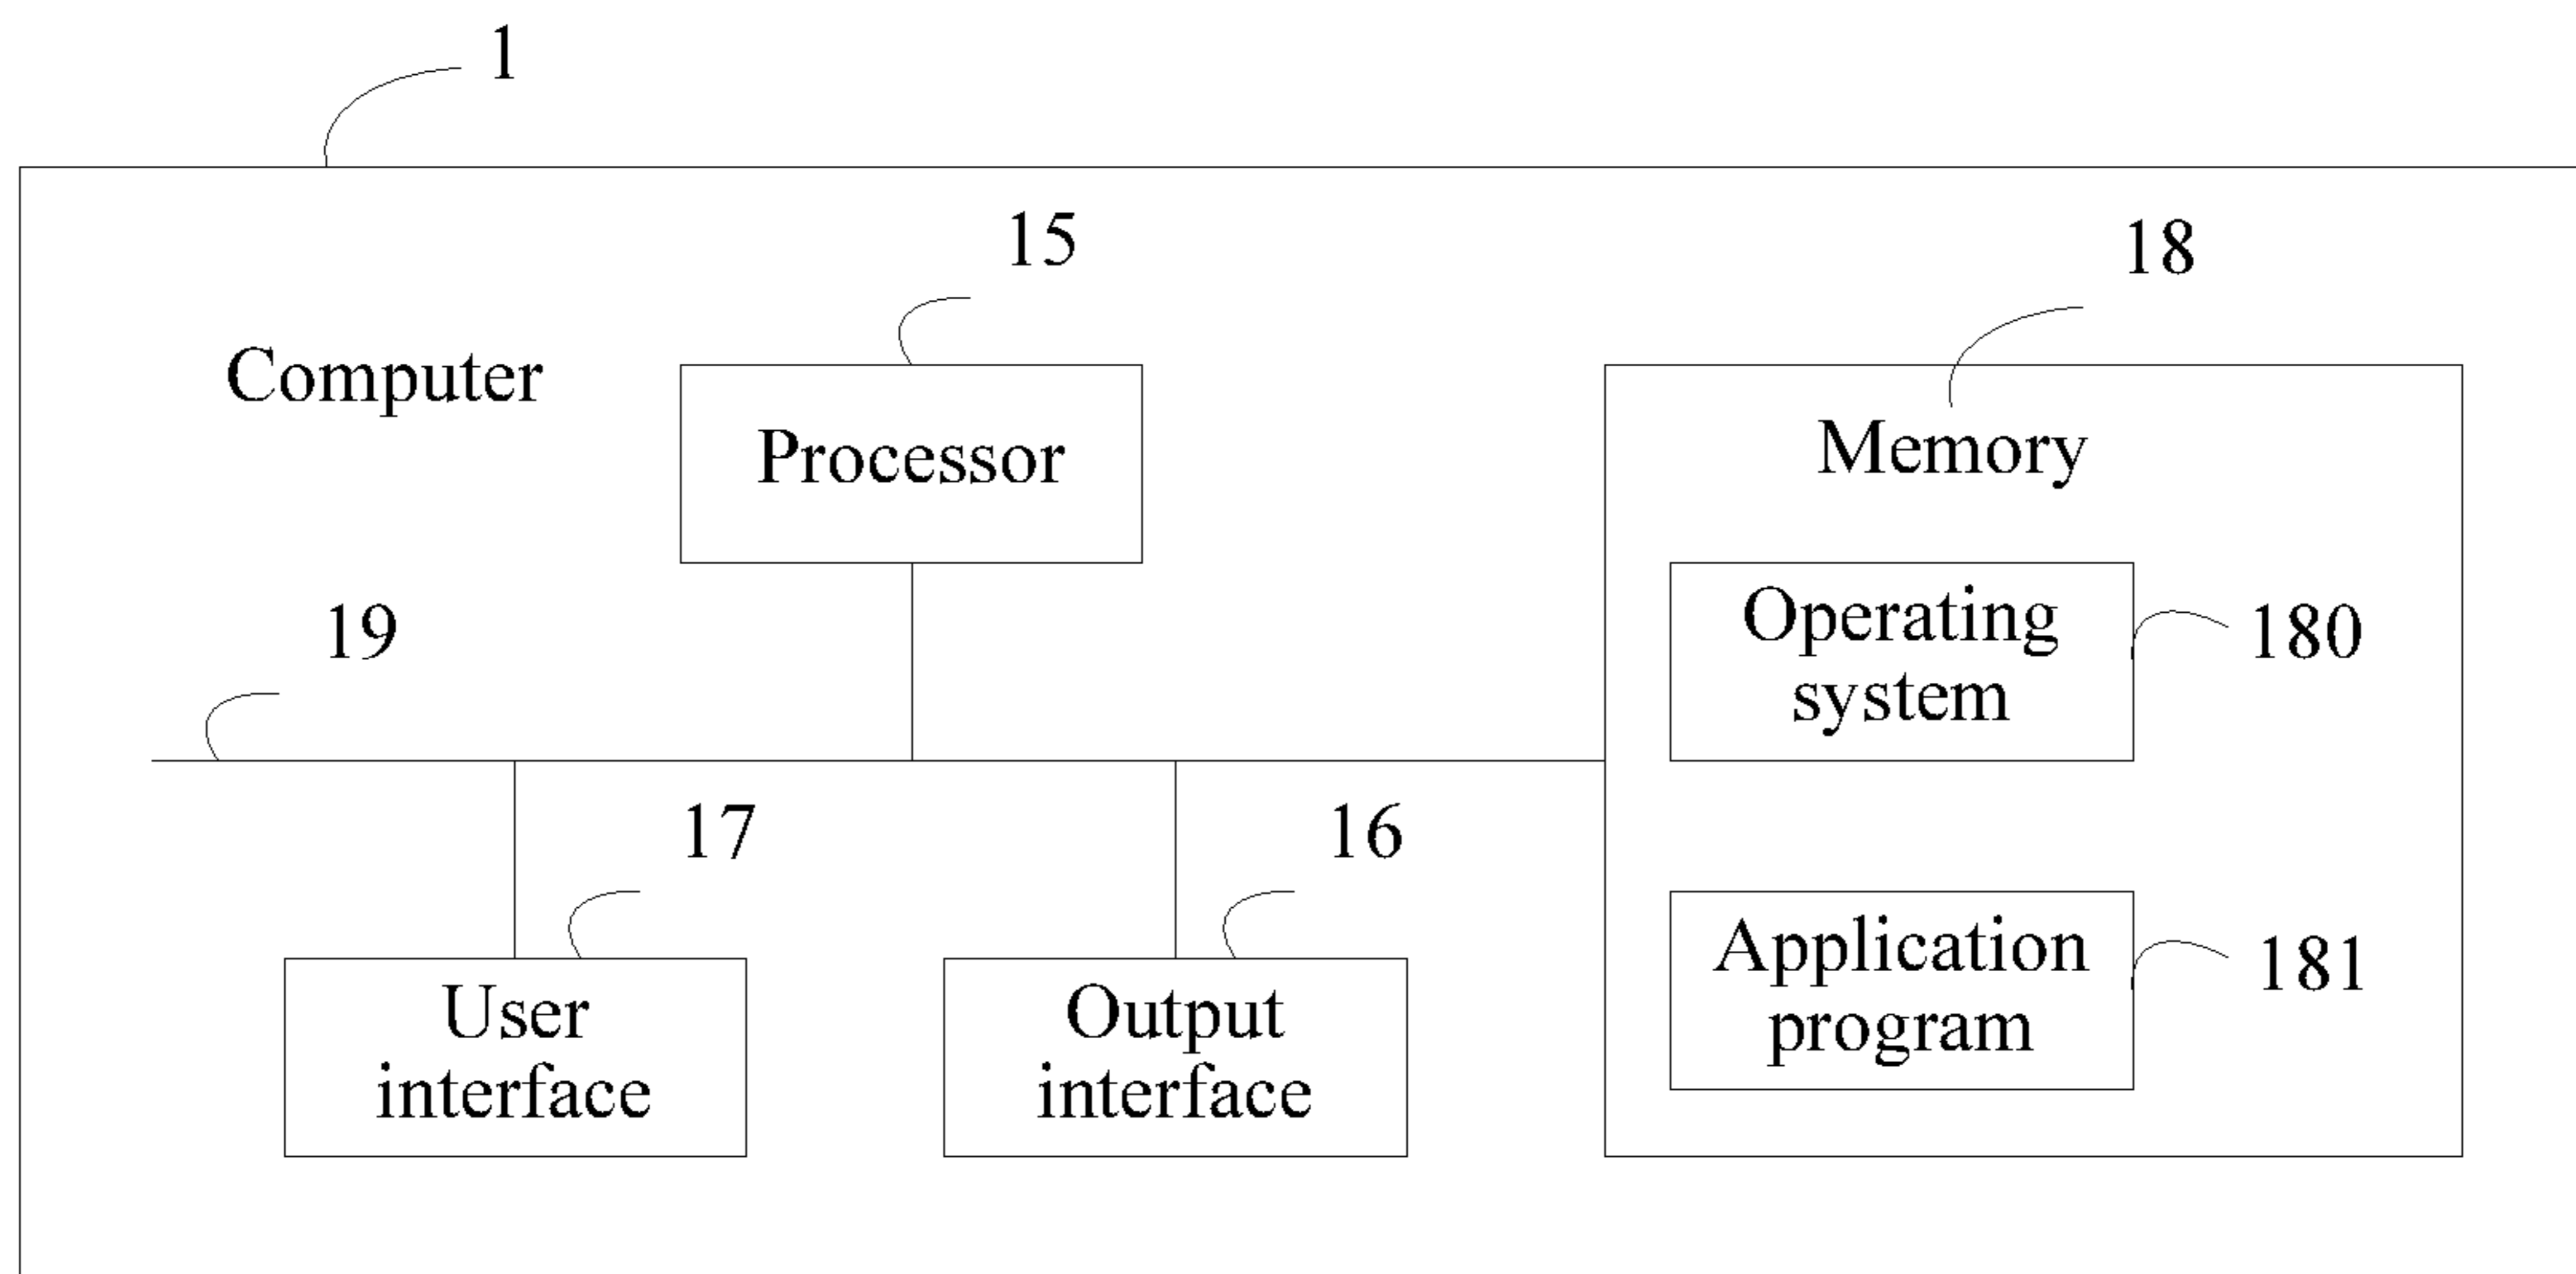 1
15
18
Computer
Processor
Memory
19
Operating
system
180
17
16
Application
program
181
User
interface
Output
interface